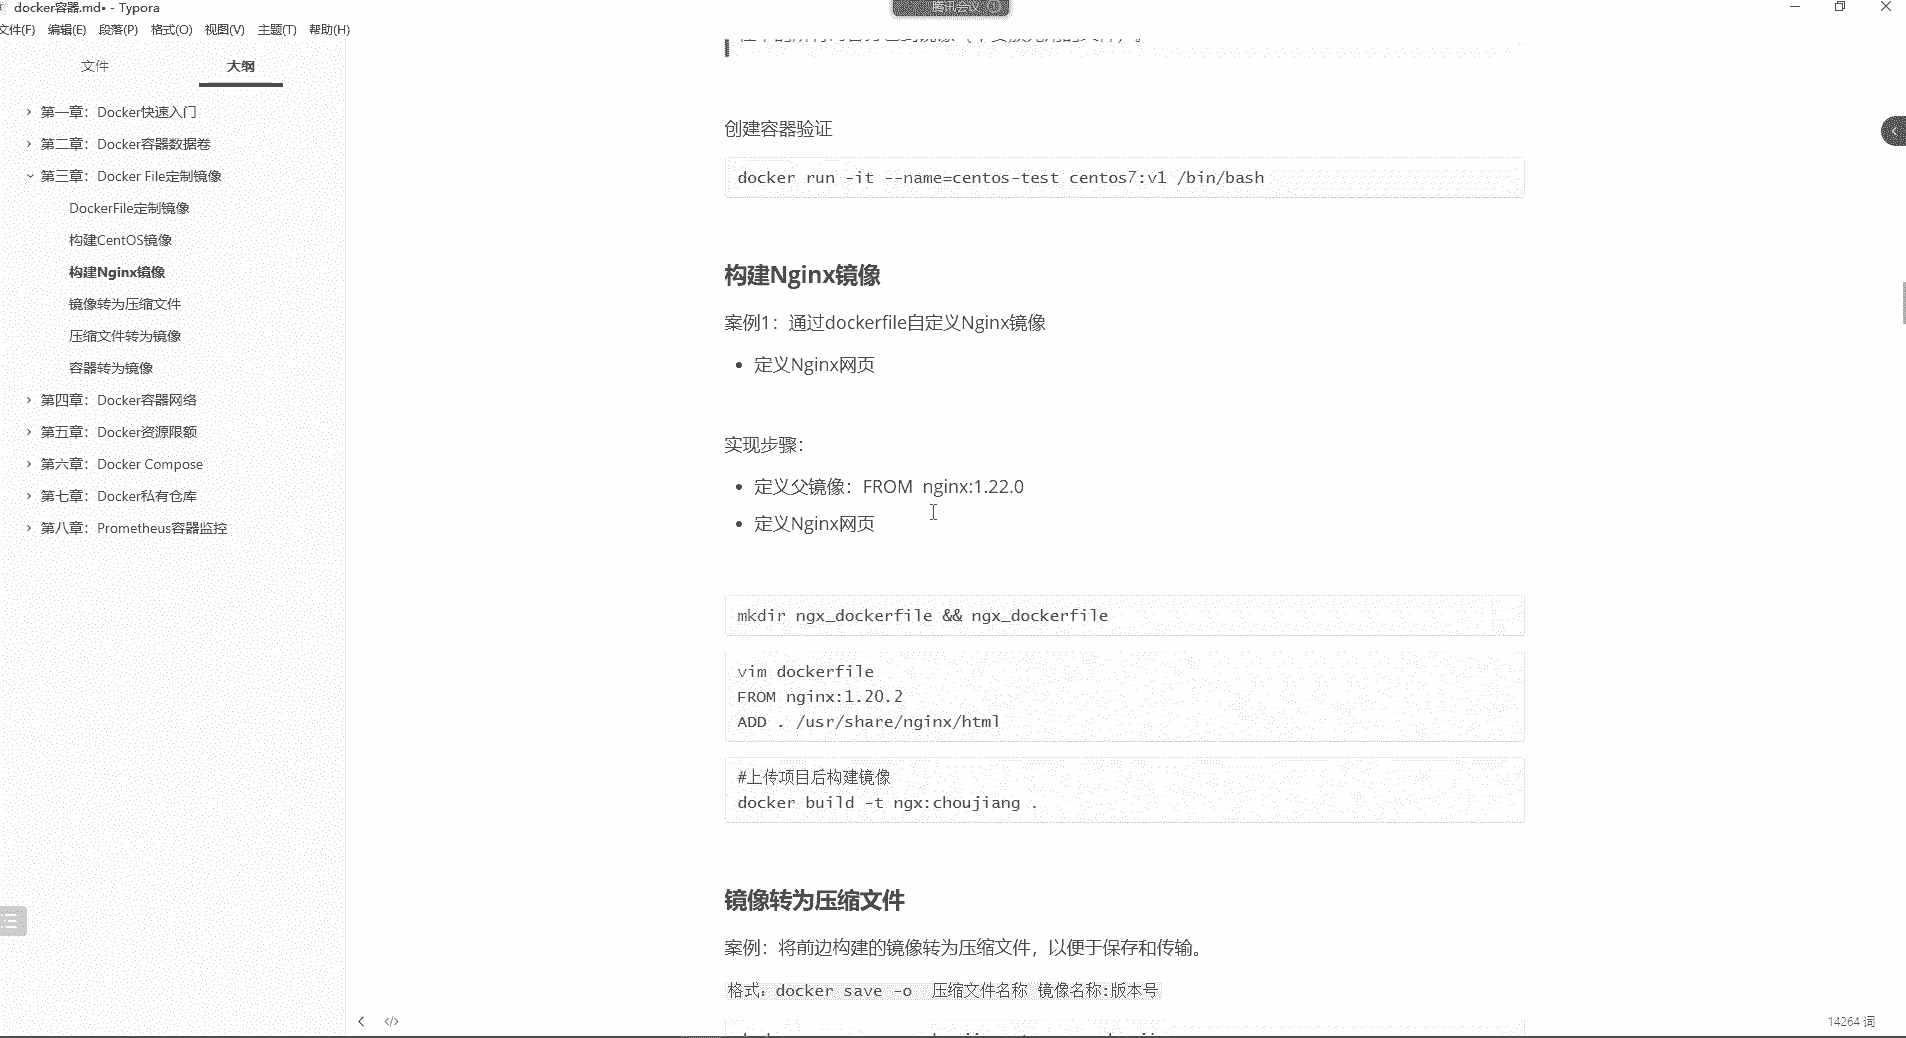 docker容器.md• - Typora
腾讯会议
文件(F) 编辑(E) 段落(P) 格式(O) 视图(V) 主题(T) 帮助(H)
文件 大纲
第一章：Docker快速入门
第二章：Docker容器数据卷
第三章：Docker File定制镜像
DockerFile定制镜像
构建CentOS镜像
构建Nginx镜像
镜像转为压缩文件
压缩文件转为镜像
容器转为镜像
第四章：Docker容器网络
第五章：Docker资源限额
第六章：Docker Compose
第七章：Docker私有仓库
第八章：Prometheus容器监控
创建容器验证
docker run -it --name=centos-test centos7:v1 /bin/bash
构建Nginx镜像
案例1：通过dockerfile自定义Nginx镜像
• 定义Nginx网页
实现步骤：
• 定义父镜像：FROM nginx:1.22.0
• 定义Nginx网页
mkdir ngx_dockerfile && ngx_dockerfile
vim dockerfile
FROM nginx:1.20.2
ADD . /usr/share/nginx/html
#上传项目后构建镜像
docker build -t ngx:choujiang .
镜像转为压缩文件
案例：将前边构建的镜像转为压缩文件，以便于保存和传输。
格式：docker save -o 压缩文件名称 镜像名称:版本号
14264 词